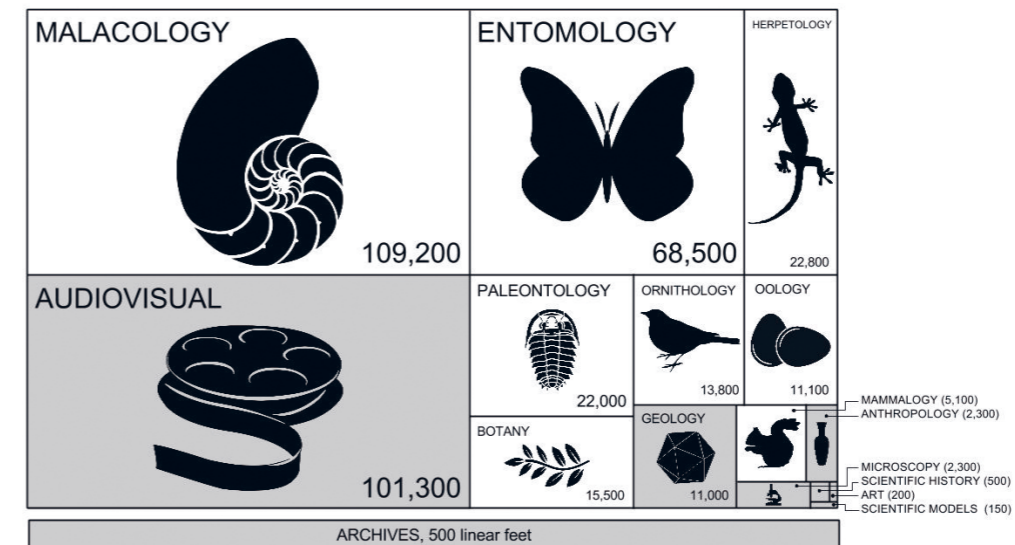 MALACOLOGY
109,200
ENTOMOLOGY
68,500
HERPETOLOGY
22,800
AUDIOVISUAL
101,300
PALEONTOLOGY
22,000
ORNITHOLOGY
13,800
OOLOGY
11,100
BOTANY
15,500
GEOLOGY
11,000
MAMMALOGY (5,100)
ANTHROPOLOGY (2,300)
MICROSCOPY (2,300)
SCIENTIFIC HISTORY (500)
ART (200)
SCIENTIFIC MODELS (150)
ARCHIVES, 500 linear feet